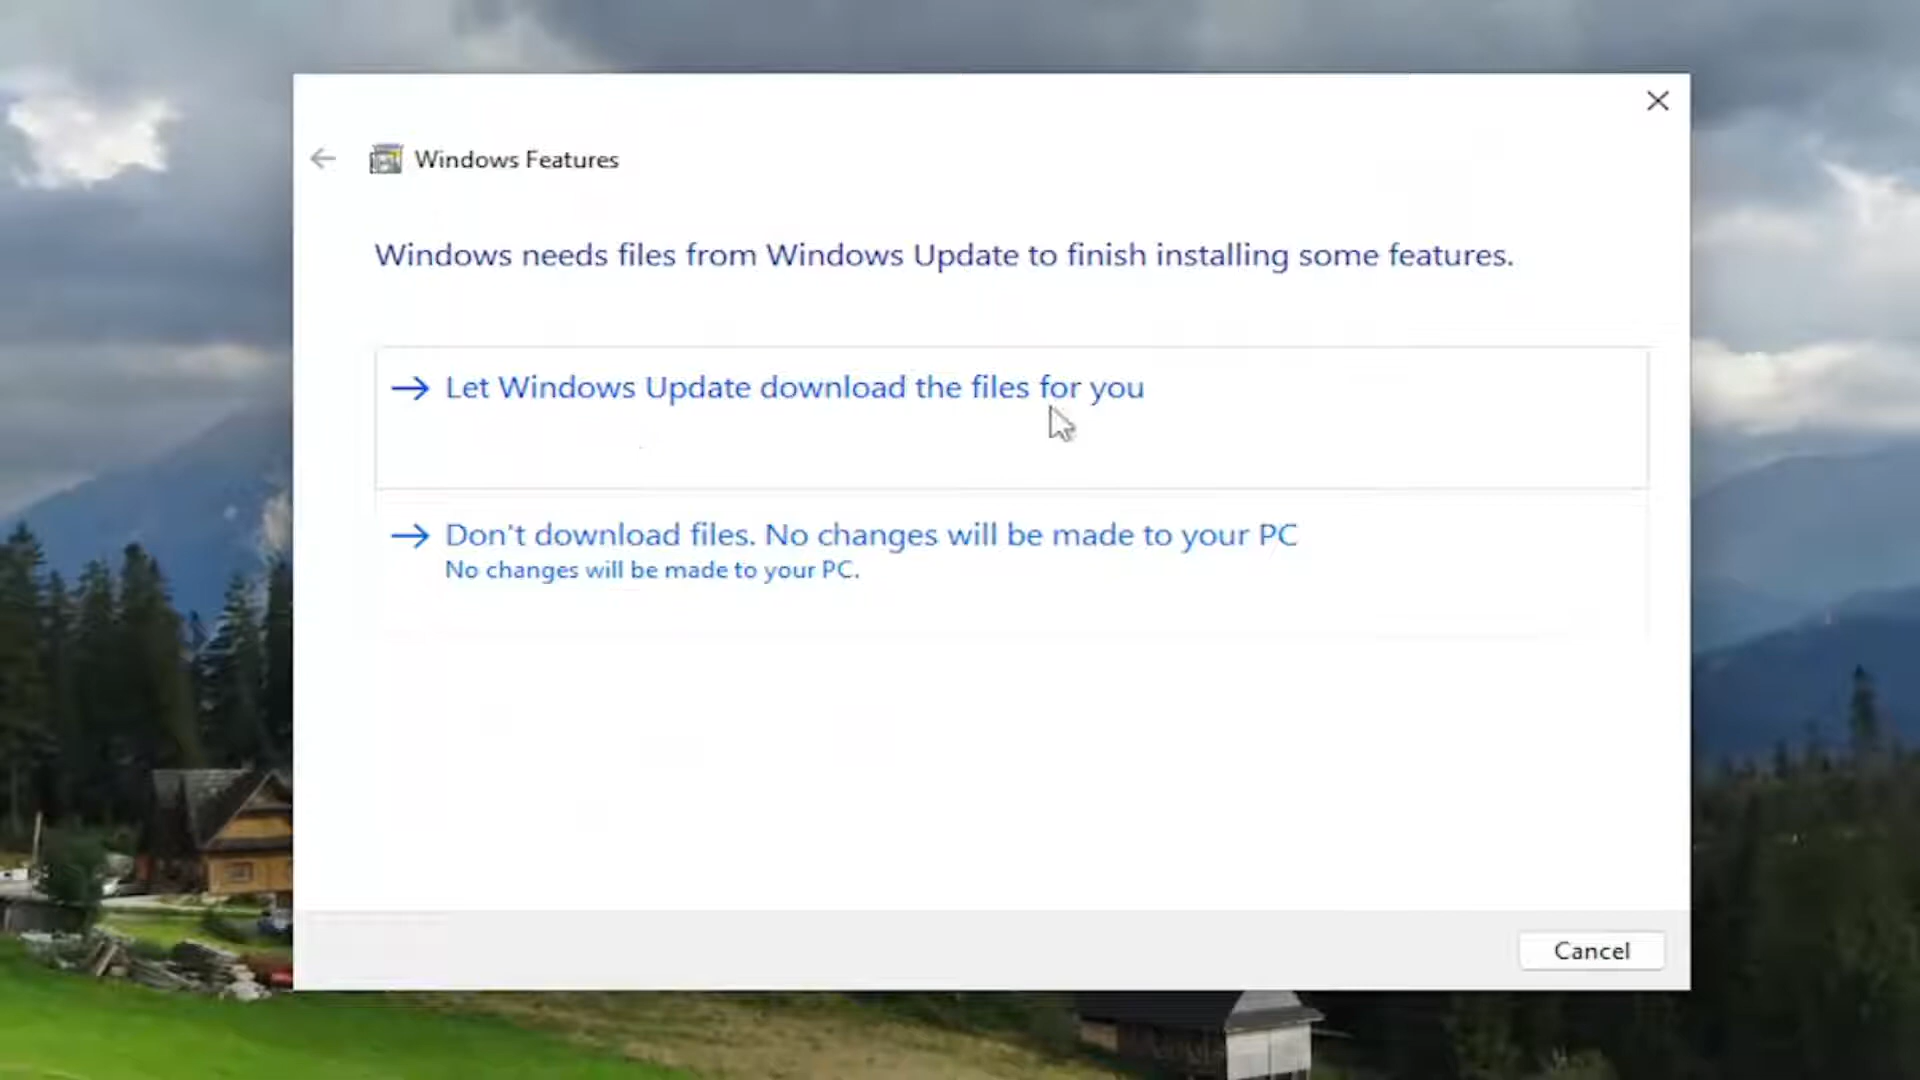 Windows Features
Windows needs files from Windows Update to finish installing some features.
Let Windows Update download the files for you
Don't download files. No changes will be made to your PC
No changes will be made to your PC.
Cancel